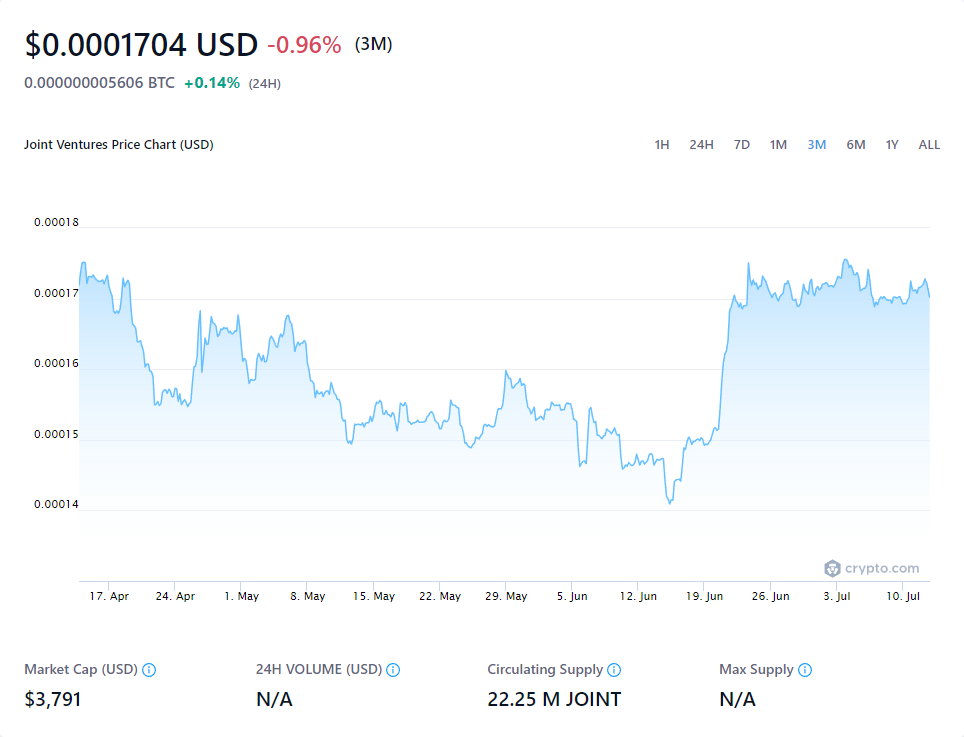 $0.0001704 USD -0.96% (3M)
0.000000005606 BTC +0.14% (24H)
Joint Ventures Price Chart (USD) 1H 24H 7D 1M 3M 6M 1Y ALL
0.00018
0.00017
0.00016
0.00015
0.00014
crypto.com
17. Apr 24. Apr 1. May 8. May 15. May 22. May 29. May 5. Jun 12. Jun 19. Jun 26. Jun 3. Jul 10. Jul
Market Cap (USD) 24H VOLUME (USD) Circulating Supply Max Supply
$3,791 N/A 22.25 M JOINT N/A